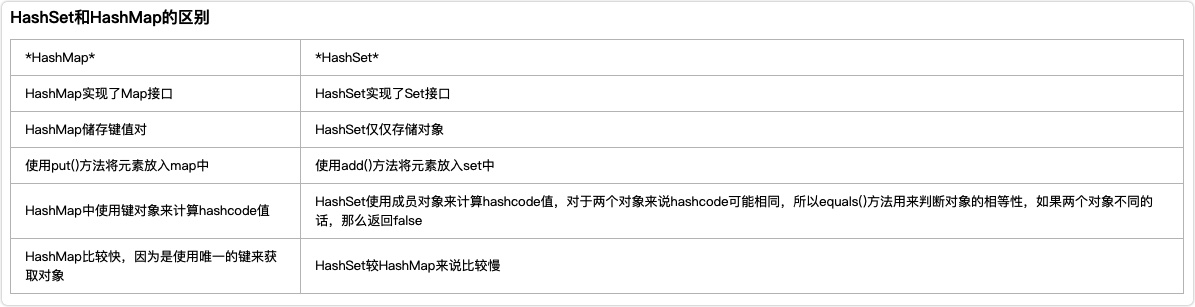 HashSet和HashMap的区别
*HashMap*
*HashSet*
HashMap实现了Map接口
HashSet实现了Set接口
HashMap储存键值对
HashSet仅仅存储对象
使用put()方法将元素放入map中
使用add()方法将元素放入set中
HashMap中使用键对象来计算hashcode值
HashSet使用成员对象来计算hashcode值，对于两个对象来说hashcode可能相同，所以equals()方法用来判断对象的相等性，如果两个对象不同的
话，那么返回false
HashMap比较快，因为是使用唯一的键来获
取对象
HashSet较HashMap来说比较慢